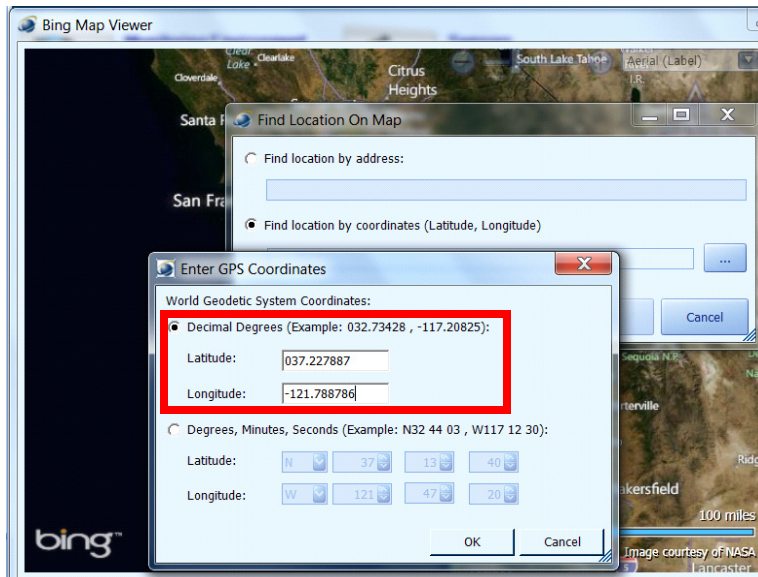 Bing Map Viewer
Clear Lake
Clearlake
South Lake Tahoe
Aerial (Label)
Cloverdale
Citrus Heights
I.R.
Santa
Find Location On Map
Find location by address:
San Fra
Find location by coordinates (Latitude, Longitude)
...
Enter GPS Coordinates
World Geodetic System Coordinates:
Cancel
Decimal Degrees (Example: 032.73428 , -117.20825):
Latitude: 037.227887
Sequoia N.P.
Longitude: -121.788786
rterville
Degrees, Minutes, Seconds (Example: N32 44 03 , W117 12 30):
Latitude: N 37 13 40
Ridg
Longitude: W 121 47 20
akersfield
100 miles
bing™
OK Cancel
Image courtesy of NASA
Lancaster